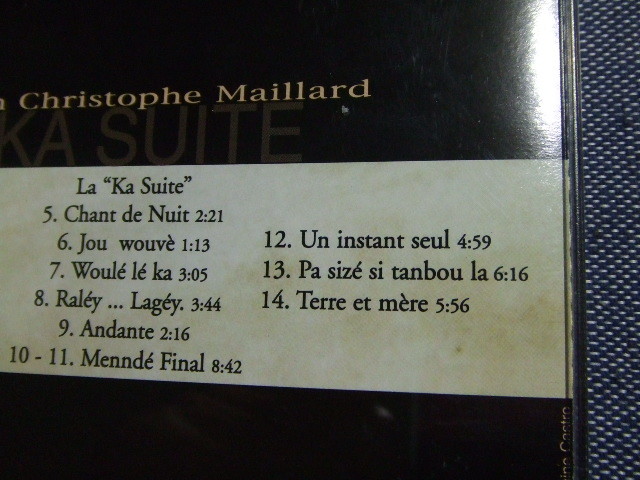 Christophe Maillard
KA SUITE
La "Ka Suite"
5. Chant de Nuit 2:21
6. Jou wouvè 1:13
7. Woulé lé ka 3:05
8. Raléy ... Lagéy. 3:44
9. Andante 2:16
10 - 11. Menndé Final 8:42
12. Un instant seul 4:59
13. Pa sizé si tanbou la 6:16
14. Terre et mère 5:56
Castro